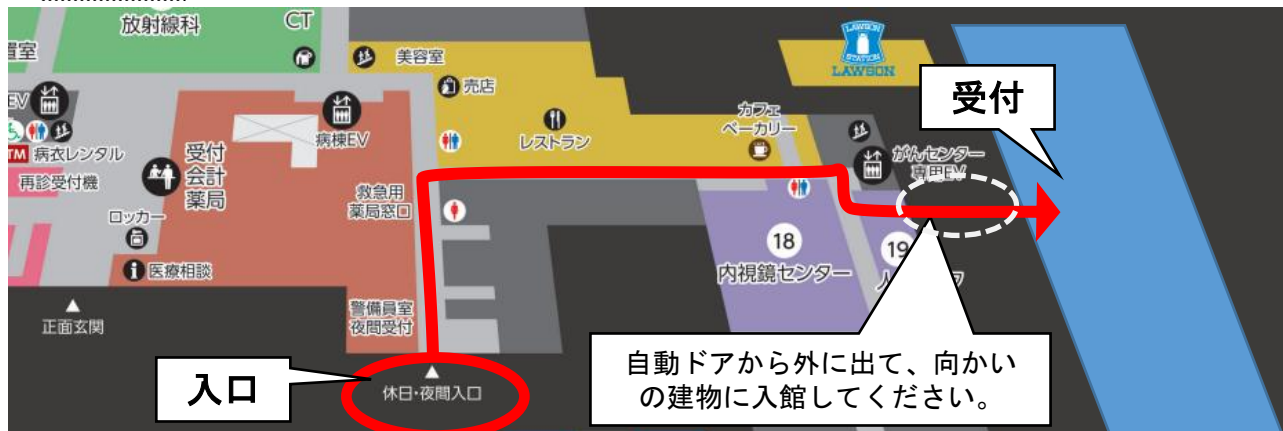 放射線科
CT
置室
美容室
売店
LAWSON
STATION
LAWSON
受付
EV
病棟EV
レストラン
カフェ
ベーカリー
がんセンター
専用EV
TM 病衣レンタル
再診受付機
受付
会計
薬局
救急用
薬局窓口
ロッカー
医療相談
18
内視鏡センター
19
正面玄関
警備員室
夜間受付
入口
休日・夜間入口
自動ドアから外に出て、向かい
の建物に入館してください。